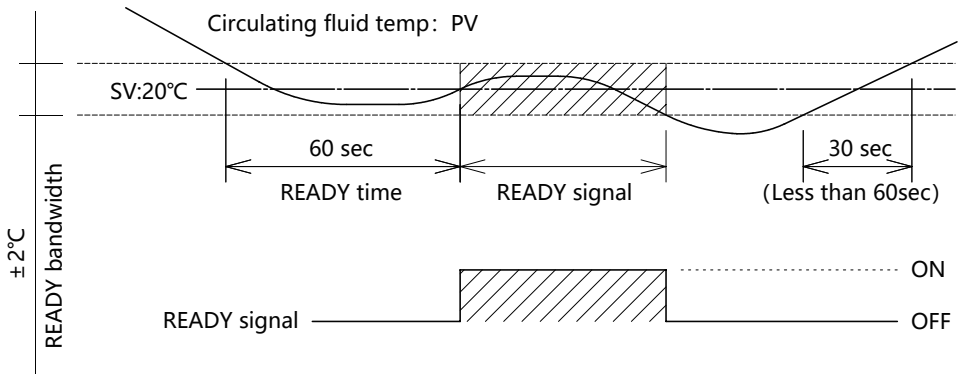 Circulating fluid temp: PV
SV:20℃
60 sec
READY time
READY signal
30 sec
(Less than 60sec)
±2℃
READY bandwidth
READY signal
ON
OFF